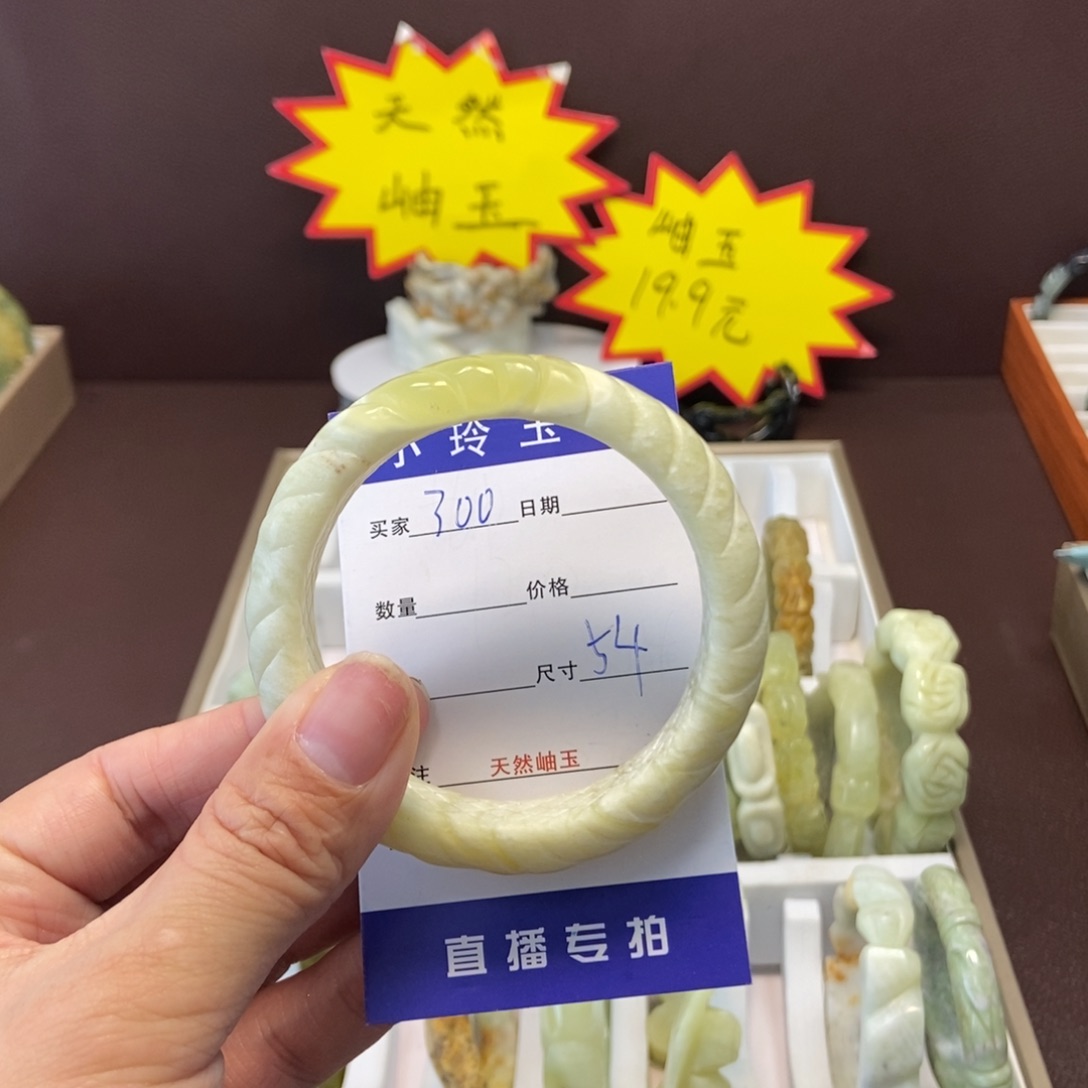 天然
岫玉
岫玉
19.9元
小玲玉
买家 300 日期
数量 价格
尺寸 54
注 天然岫玉
直播专拍